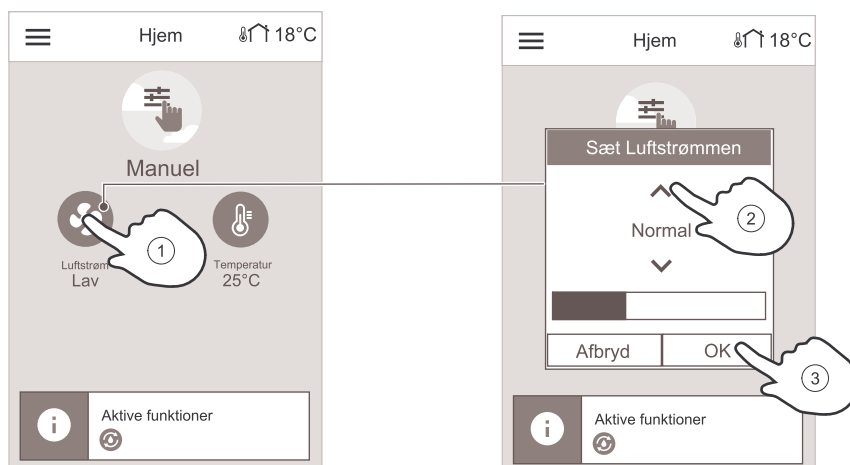 Hjem
18°C
Manuel
Luftstrøm
Lav
Temperatur
25°C
1
i
Aktive funktioner
Hjem
18°C
Sæt Luftstrømmen
Normal
2
Afbryd
OK
3
i
Aktive funktioner